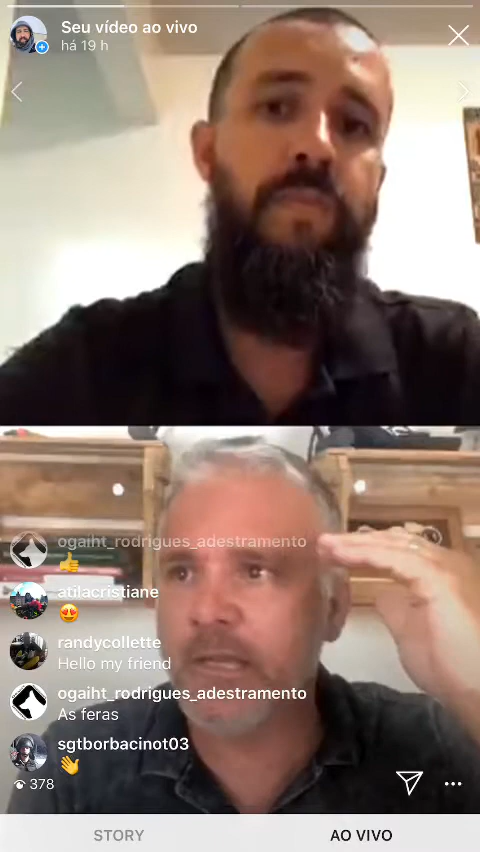 Seu vídeo ao vivo
há 19 h
ogaiht_rodrigues_adestramento
👍
atilacristiane
😍
randycollette
Hello my friend
ogaiht_rodrigues_adestramento
As feras
sgtborbacinot03
👋
378
STORY
AO VIVO